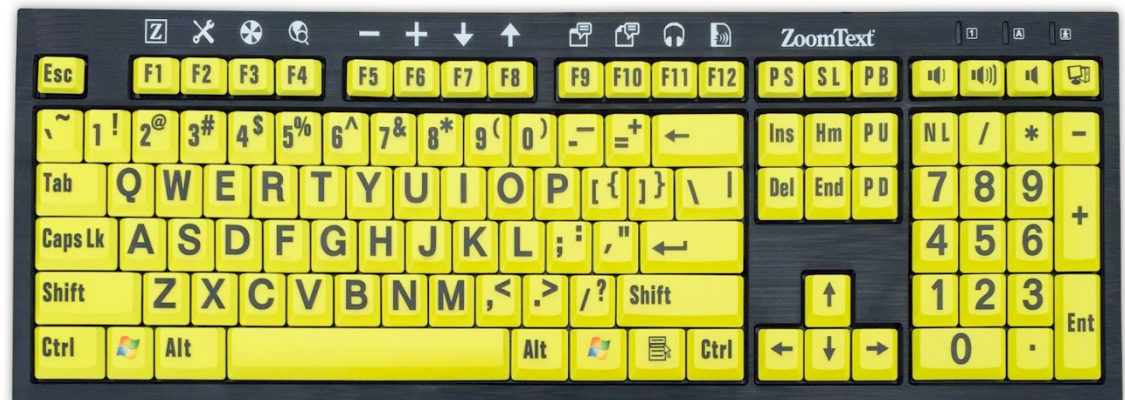 Z ZoomText 1 A
Esc F1 F2 F3 F4 F5 F6 F7 F8 F9 F10 F11 F12 PS SL PB
` ~ 1 ! 2 @ 3 # 4 $ 5 % 6 ^ 7 & 8 * 9 ( 0 ) - _ = + ← Ins Hm PU NL / * -
Tab Q W E R T Y U I O P [ { ] } \ | Del End PD 7 8 9 +
Caps Lk A S D F G H J K L ; : , " ↵ 4 5 6
Shift Z X C V B N M , < . > / ? Shift ↑ 1 2 3 Ent
Ctrl Alt Alt Ctrl ← ↓ → 0 .